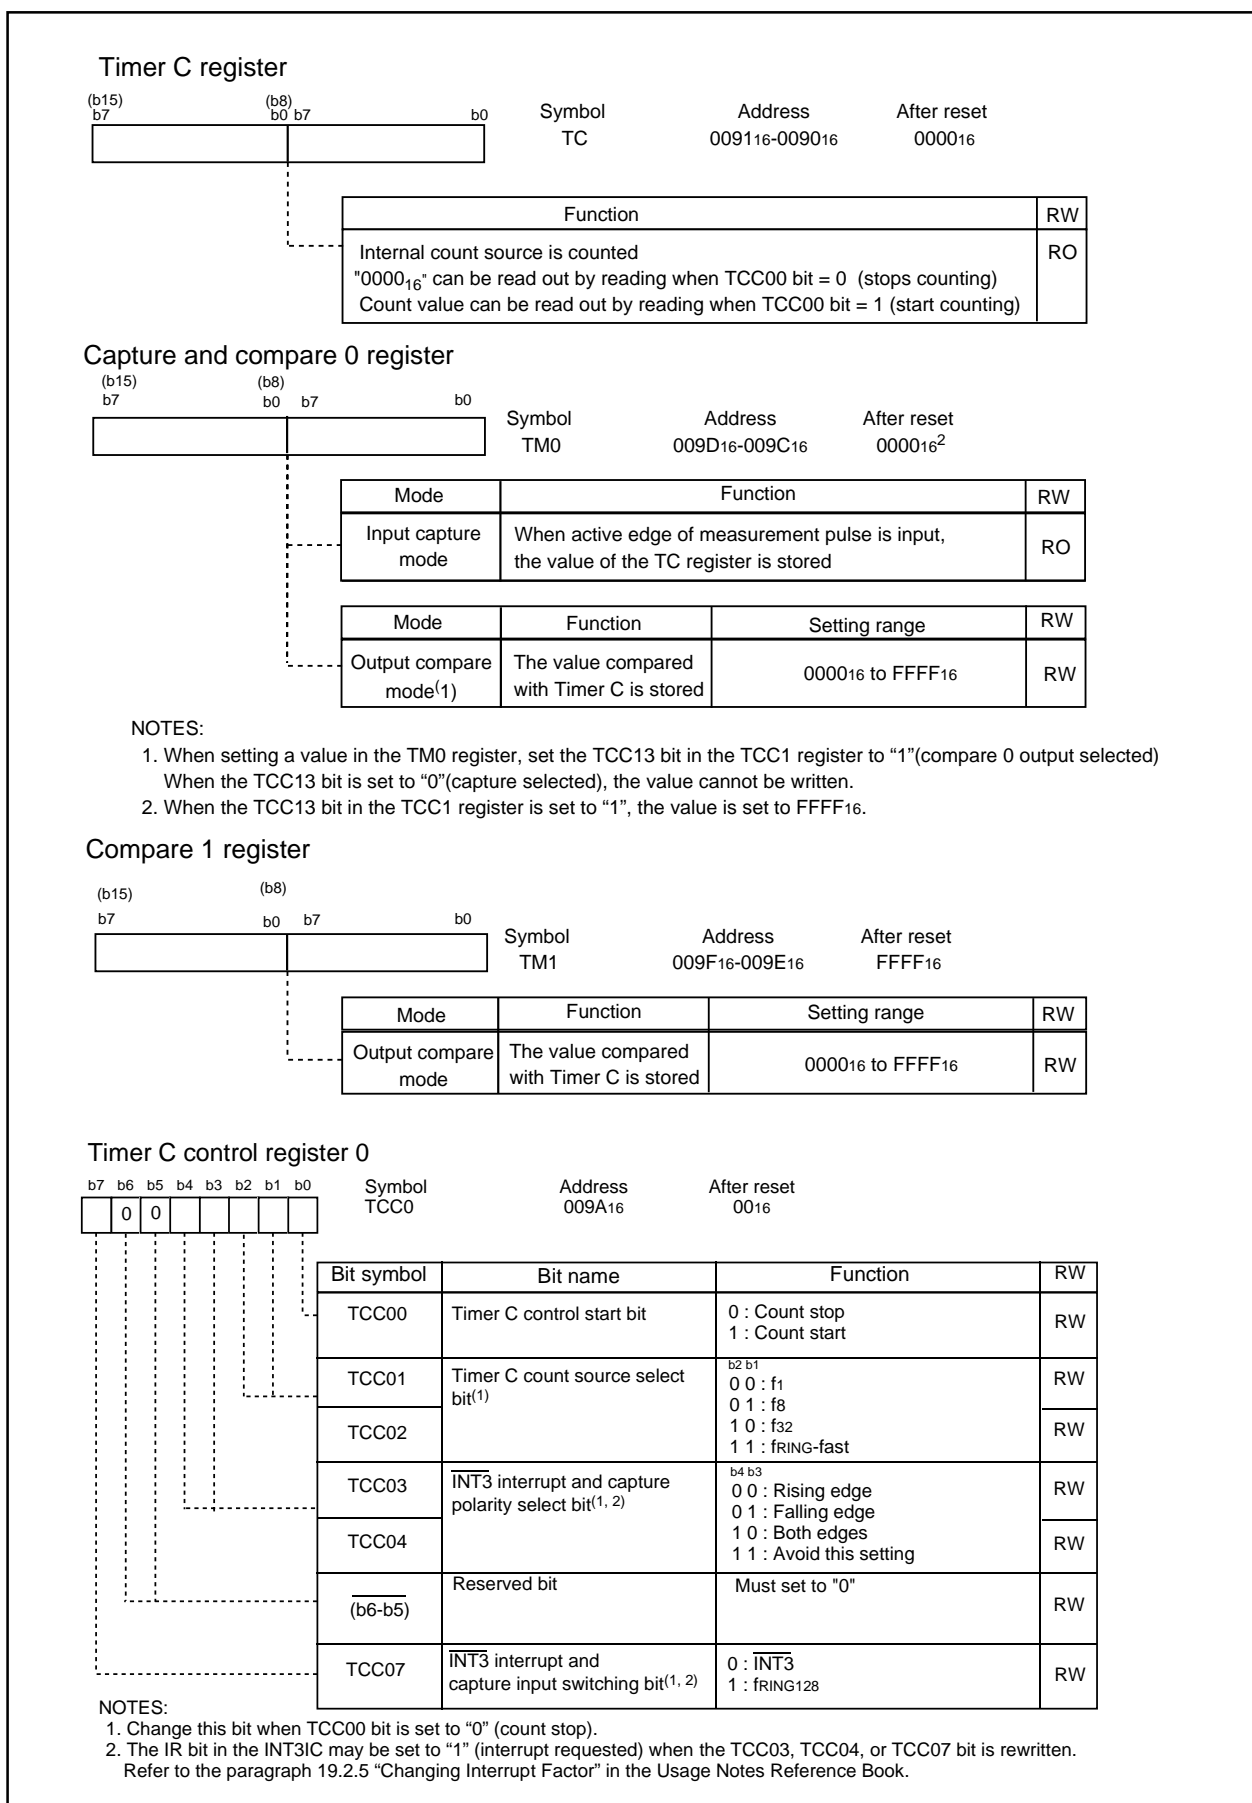 Timer C register
(b15) (b8)
b7 b0 b7 b0 Symbol Address After reset
TC 009116-009016 000016
Function RW
Internal count source is counted RO
"000016" can be read out by reading when TCC00 bit = 0 (stops counting)
Count value can be read out by reading when TCC00 bit = 1 (start counting)
Capture and compare 0 register
(b15) (b8)
b7 b0 b7 b0
Symbol Address After reset
TM0 009D16-009C16 0000162
Mode Function RW
Input capture mode When active edge of measurement pulse is input, RO
the value of the TC register is stored
Mode Function Setting range RW
Output compare The value compared 000016 to FFFF16 RW
mode(1) with Timer C is stored
NOTES:
1. When setting a value in the TM0 register, set the TCC13 bit in the TCC1 register to “1”(compare 0 output selected)
When the TCC13 bit is set to “0”(capture selected), the value cannot be written.
2. When the TCC13 bit in the TCC1 register is set to “1”, the value is set to FFFF16.
Compare 1 register
(b15) (b8)
b7 b0 b7 b0
Symbol Address After reset
TM1 009F16-009E16 FFFF16
Mode Function Setting range RW
Output compare The value compared 000016 to FFFF16 RW
mode with Timer C is stored
Timer C control register 0
b7 b6 b5 b4 b3 b2 b1 b0 Symbol Address After reset
0 0 TCC0 009A16 0016
Bit symbol Bit name Function RW
TCC00 Timer C control start bit 0 : Count stop RW
1 : Count start
b2 b1
TCC01 Timer C count source select 0 0 : f1 RW
bit(1) 0 1 : f8
TCC02 1 0 : f32 RW
1 1 : fRING-fast
b4 b3
TCC03 INT3 interrupt and capture 0 0 : Rising edge RW
polarity select bit(1, 2) 0 1 : Falling edge
TCC04 1 0 : Both edges RW
1 1 : Avoid this setting
(b6-b5) Reserved bit Must set to "0" RW
TCC07 INT3 interrupt and 0 : INT3 RW
capture input switching bit(1, 2) 1 : fRING128
NOTES:
1. Change this bit when TCC00 bit is set to “0” (count stop).
2. The IR bit in the INT3IC may be set to “1” (interrupt requested) when the TCC03, TCC04, or TCC07 bit is rewritten.
Refer to the paragraph 19.2.5 “Changing Interrupt Factor” in the Usage Notes Reference Book.